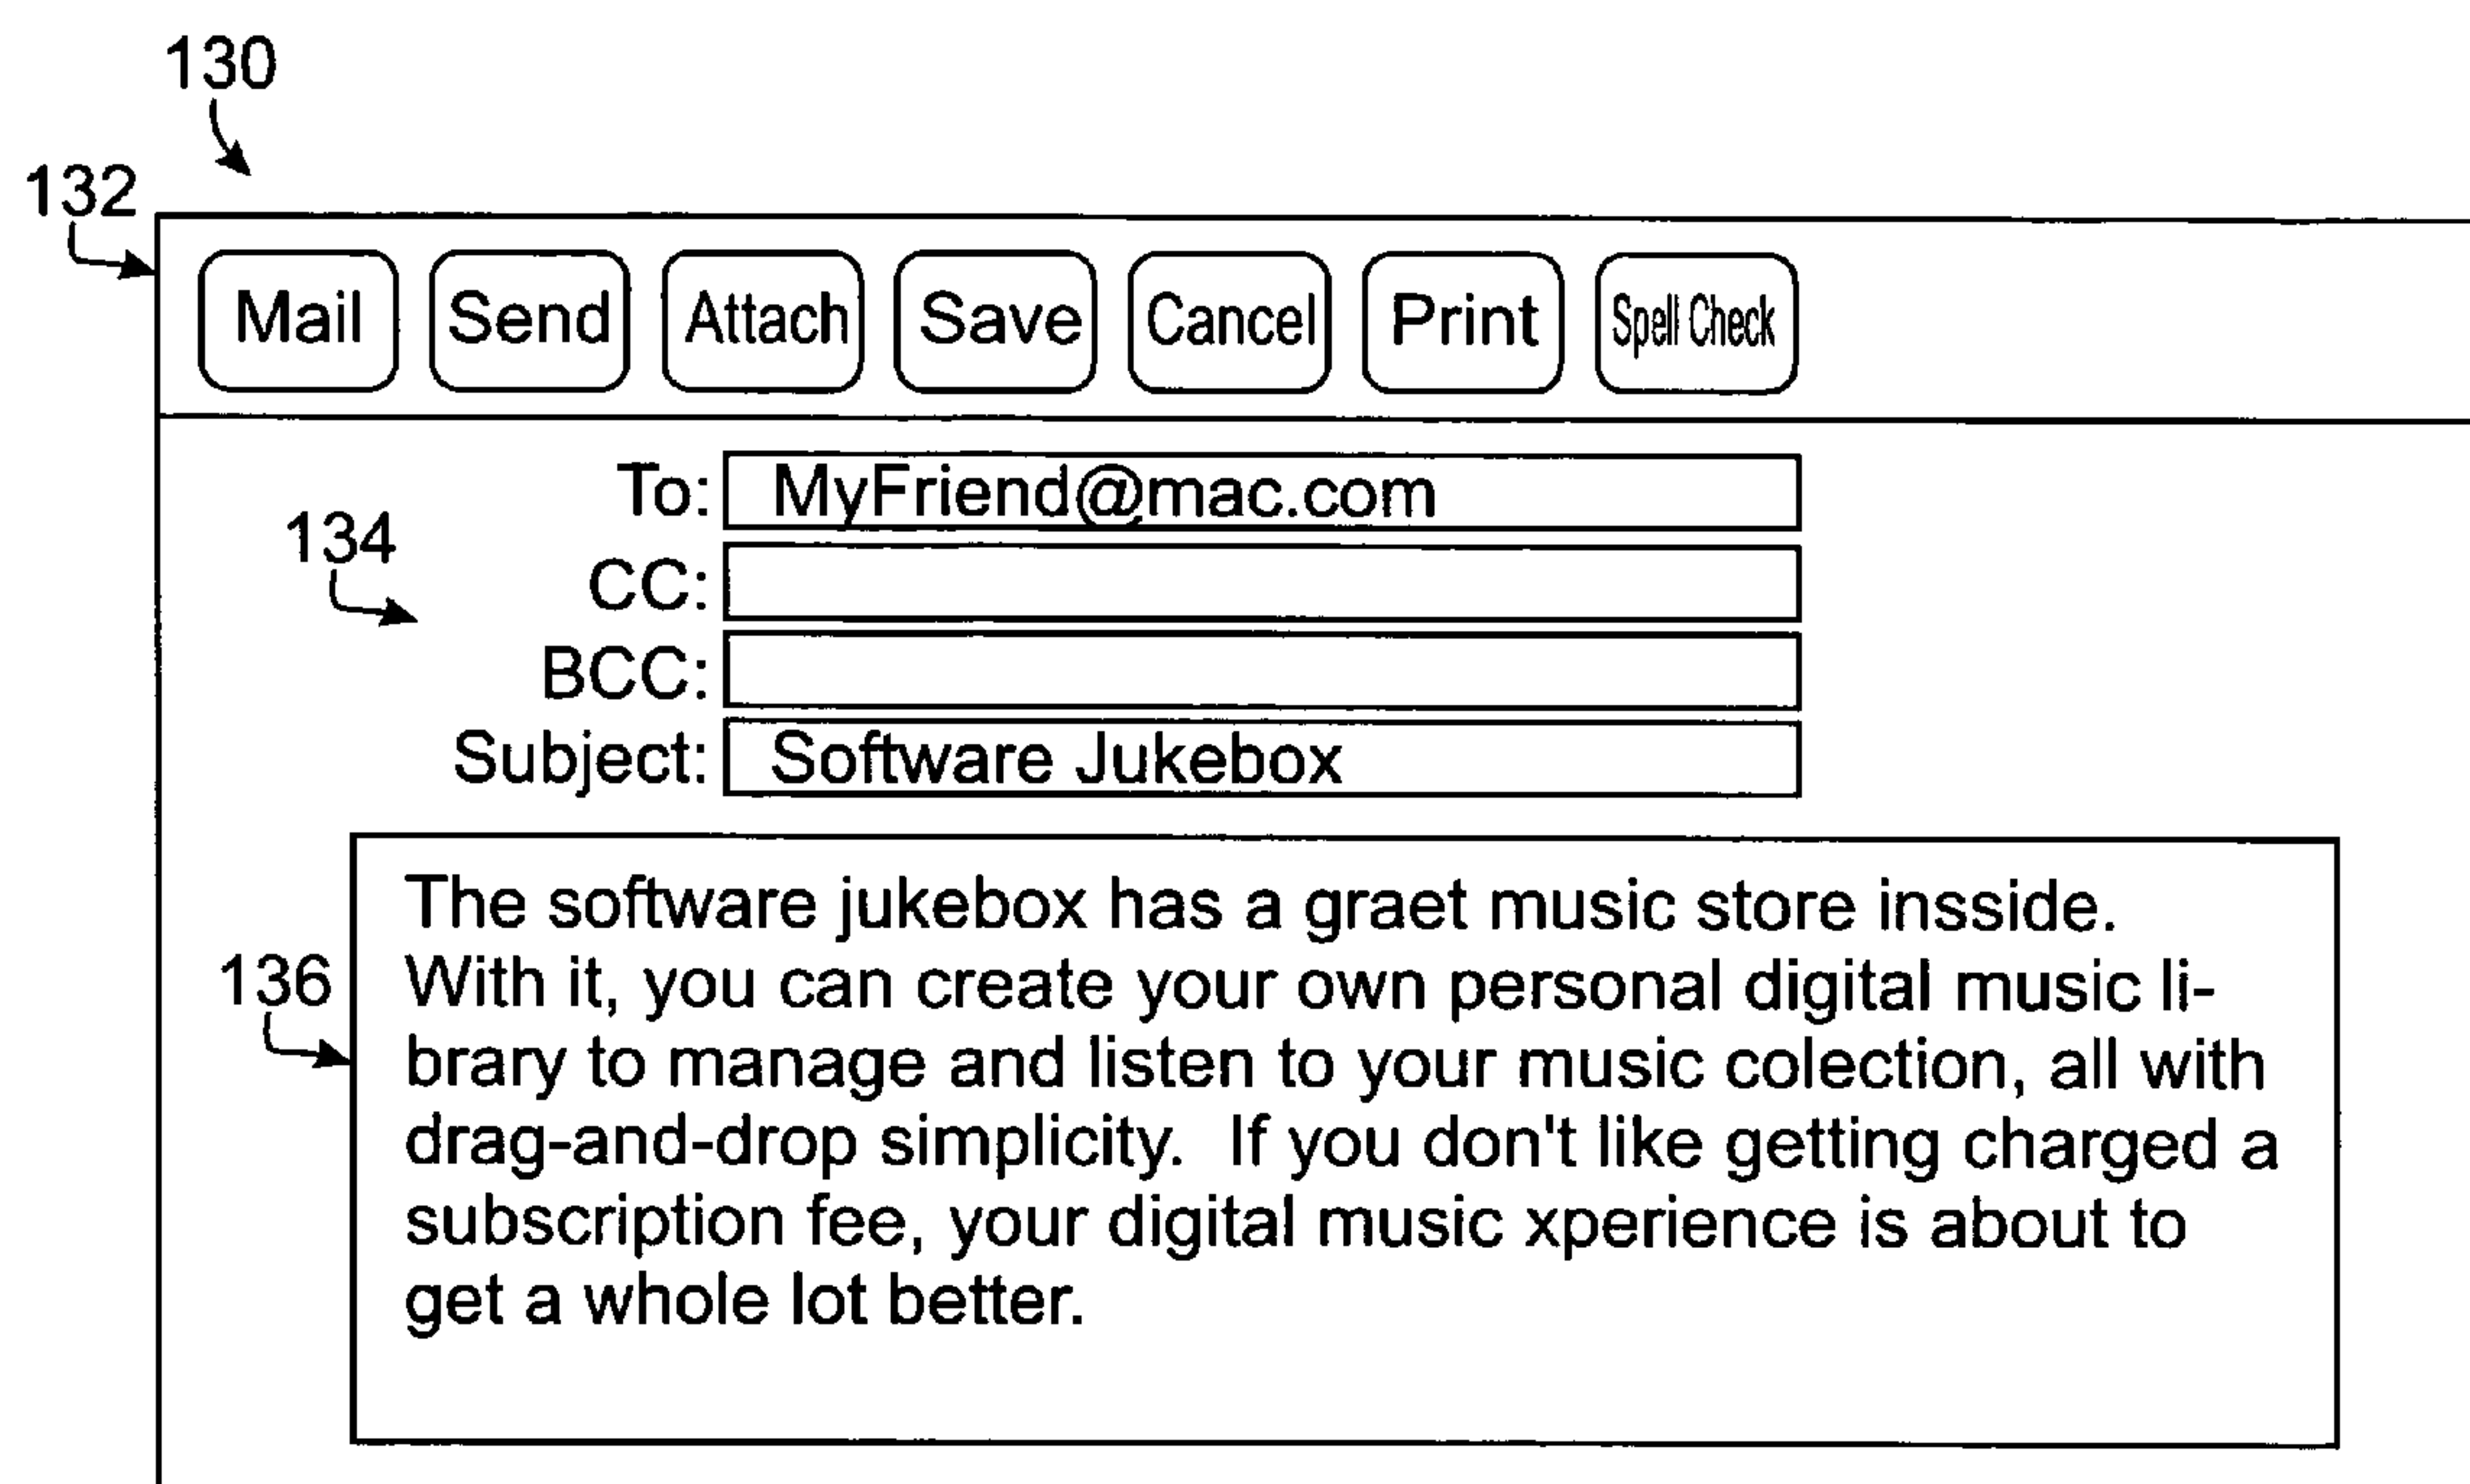 130
132
Mail Send Attach Save Cancel Print Spell Check
To: MyFriend@mac.com
134
CC:
BCC:
Subject: Software Jukebox
The software jukebox has a graet music store insside.
136 With it, you can create your own personal digital music li-
brary to manage and listen to your music colection, all with
drag-and-drop simplicity. If you don't like getting charged a
subscription fee, your digital music xperience is about to
get a whole lot better.